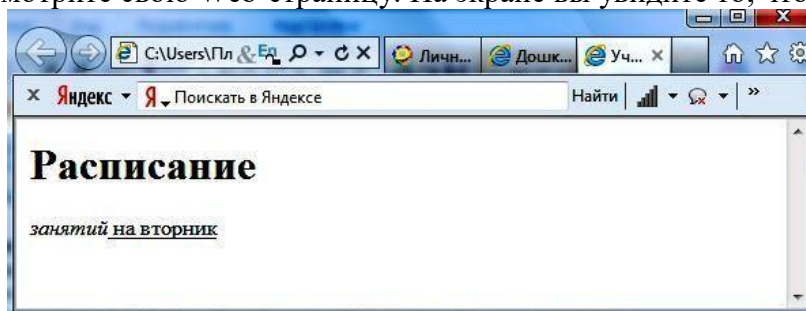 мотрите свою Web-страницу. На экране вы увидите то, что
C:\Users\Пл
Личн...
Дошк...
Уч...
Яндекс
Я Поискать в Яндексе
Найти
»
Расписание
занятий на вторник